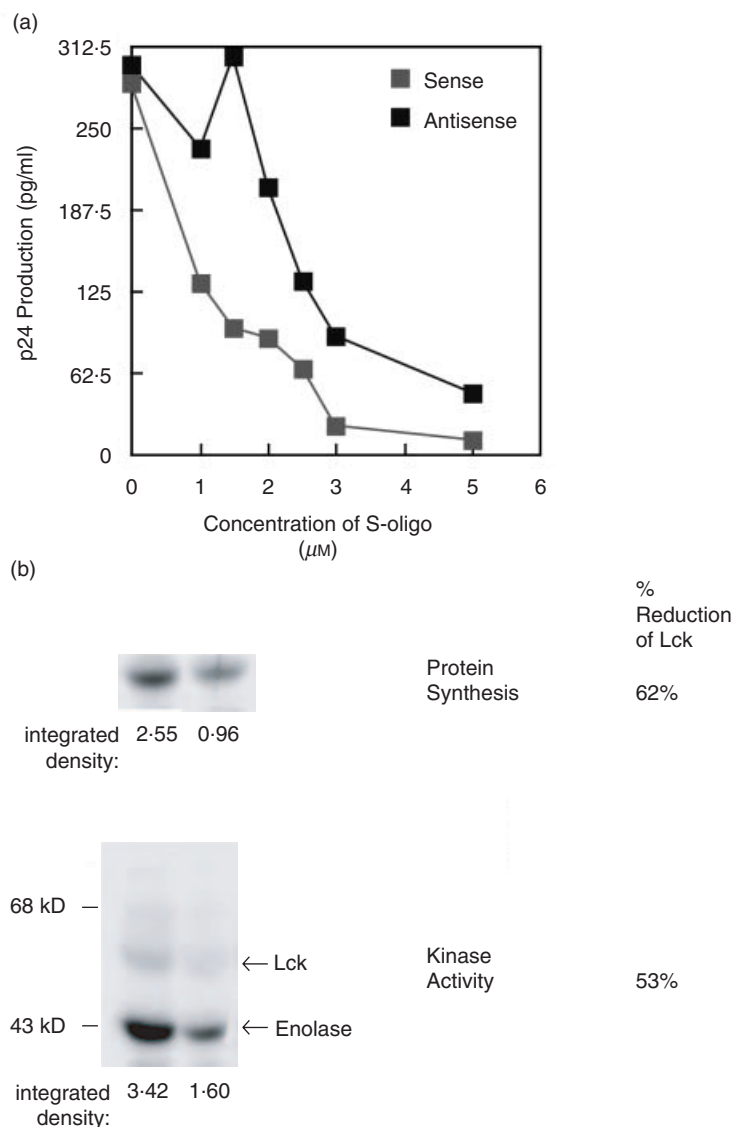 (a)
312·5
250
187·5
125
62·5
0
p24 Production (pg/ml)
Sense
Antisense
0 1 2 3 4 5 6
Concentration of S-oligo
(μM)
(b)
%
Reduction
of Lck
Protein
Synthesis 62%
integrated 2·55 0·96
density:
68 kD
Lck
Kinase
Activity 53%
43 kD
Enolase
integrated 3·42 1·60
density: